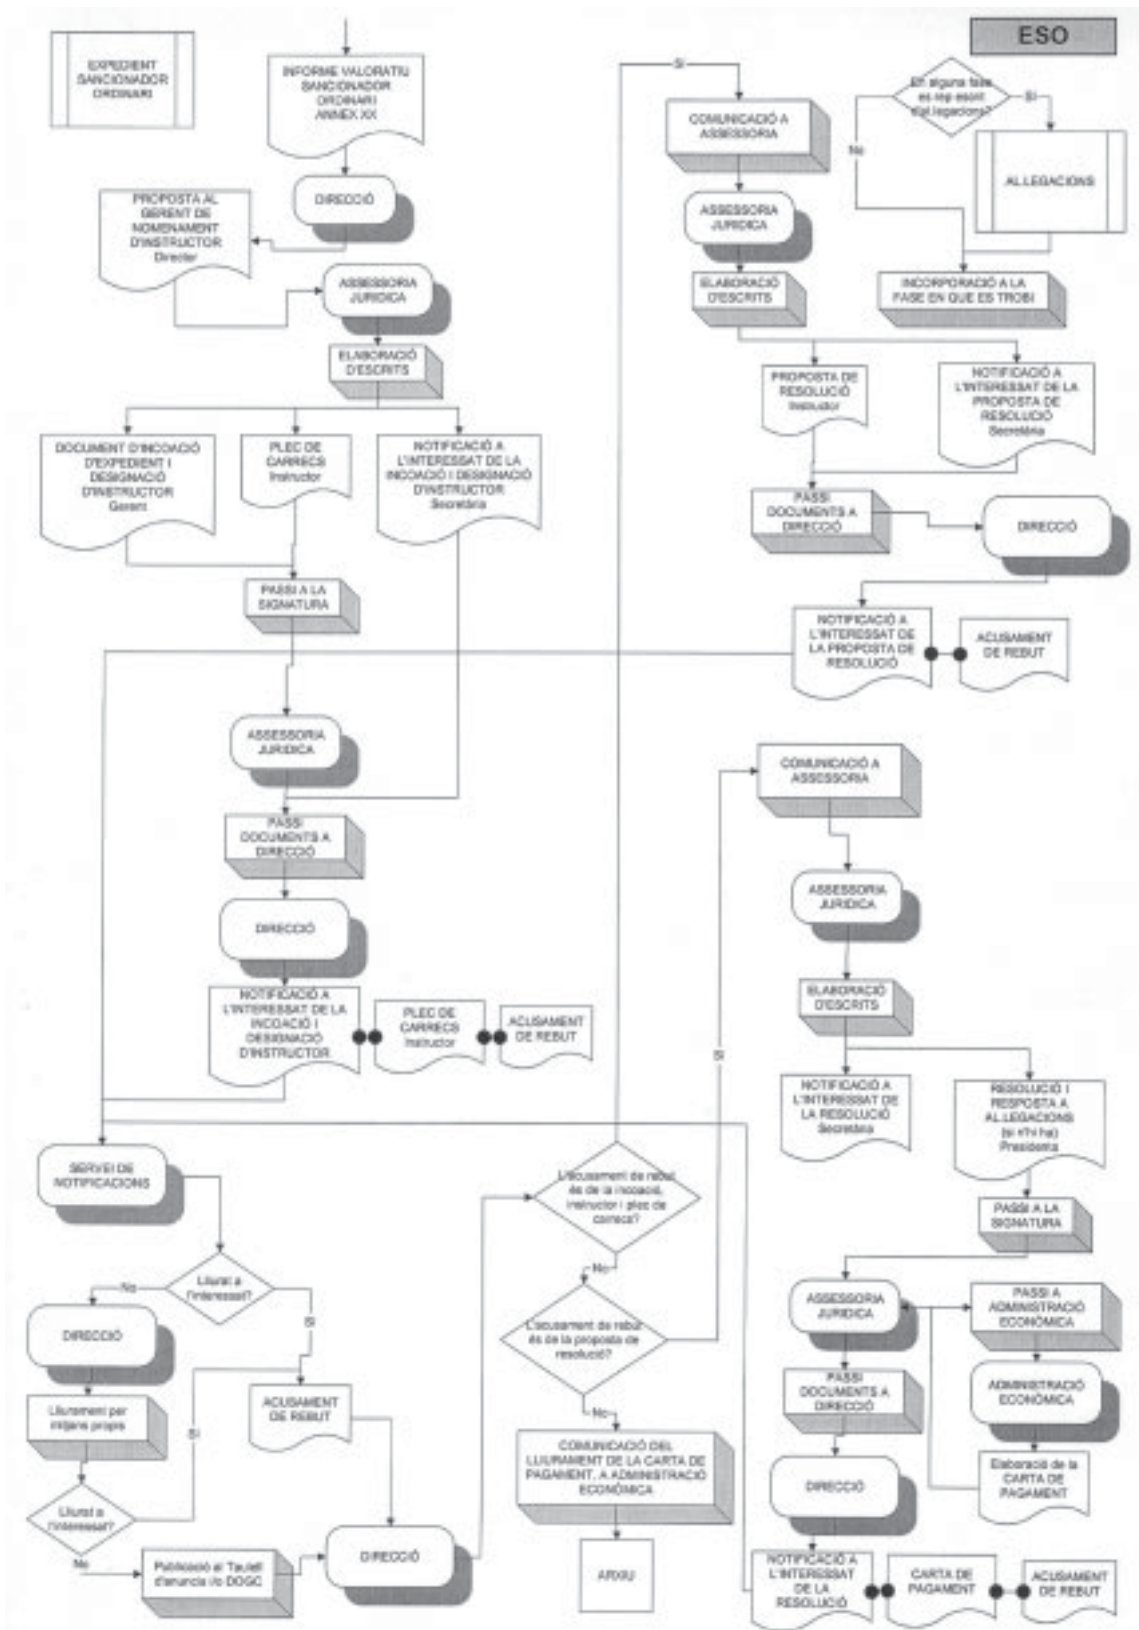 ESO
EXPEDIENT
SANCIONADOR
ORDINARI
INFORME VALORATIU
SANCIONADOR
ORDINARI
ANNEX XX
DIRECCIÓ
PROPOSTA AL
GERENT DE
NOMENAMENT
D'INSTRUCTOR
Director
ASSESSORIA
JURIDICA
ELABORACIÓ
D'ESCRITS
DOCUMENT D'INCOACIÓ
D'EXPEDIENT I
DESIGNACIÓ
D'INSTRUCTOR
Gerent
PLEC DE
CARRECS
Instructor
NOTIFICACIÓ A
L'INTERESSAT DE LA
INCOACIÓ I DESIGNACIÓ
D'INSTRUCTOR
Secretària
PASSI A LA
SIGNATURA
ASSESSORIA
JURIDICA
PASSI
DOCUMENTS A
DIRECCIÓ
DIRECCIÓ
NOTIFICACIÓ A
L'INTERESSAT DE LA
INCOACIÓ I
DESIGNACIÓ
D'INSTRUCTOR
PLEC DE
CARRECS
Instructor
ACUSAMENT
DE REBUT
SERVEI DE
NOTIFICACIONS
Lliurat a
l'interessat?
No
Si
DIRECCIÓ
Lliurament per
mitjans propis
Si
ACUSAMENT
DE REBUT
Lliurat a
l'interessat?
No
Publicació al Taulell
d'anuncis i/o DOGC
DIRECCIÓ
Si
COMUNICACIÓ A
ASSESSORIA
ASSESSORIA
JURIDICA
ELABORACIÓ
D'ESCRITS
En alguna fase
es rep escrit
d'al.legacions?
Si
No
AL.LEGACIONS
INCORPORACIÓ A LA
FASE EN QUE ES TROBI
PROPOSTA DE
RESOLUCIÓ
Instructor
NOTIFICACIÓ A
L'INTERESSAT DE LA
PROPOSTA DE
RESOLUCIÓ
Secretària
PASSI
DOCUMENTS A
DIRECCIÓ
DIRECCIÓ
NOTIFICACIÓ A
L'INTERESSAT DE
LA PROPOSTA DE
RESOLUCIÓ
ACUSAMENT
DE REBUT
COMUNICACIÓ A
ASSESSORIA
ASSESSORIA
JURIDICA
Si
ELABORACIÓ
D'ESCRITS
NOTIFICACIÓ A
L'INTERESSAT DE
LA RESOLUCIÓ
Secretària
RESOLUCIÓ I
RESPOSTA A
AL.LEGACIONS
(si n'hi ha)
Presidenta
L'acusament de rebut
és de la incoació,
instructor i plec de
carrecs?
No
L'acusament de rebut
és de la proposta de
resolució?
No
COMUNICACIÓ DEL
LLIURAMENT DE LA CARTA DE
PAGAMENT, A ADMINISTRACIÓ
ECONÒMICA
ARXIU
PASSI A LA
SIGNATURA
ASSESSORIA
JURIDICA
PASSI A
ADMINISTRACIÓ
ECONÒMICA
PASSI
DOCUMENTS A
DIRECCIÓ
ADMINISTRACIÓ
ECONÒMICA
DIRECCIÓ
Elaboració de la
CARTA DE
PAGAMENT
NOTIFICACIÓ A
L'INTERESSAT
DE LA
RESOLUCIÓ
CARTA DE
PAGAMENT
ACUSAMENT
DE REBUT